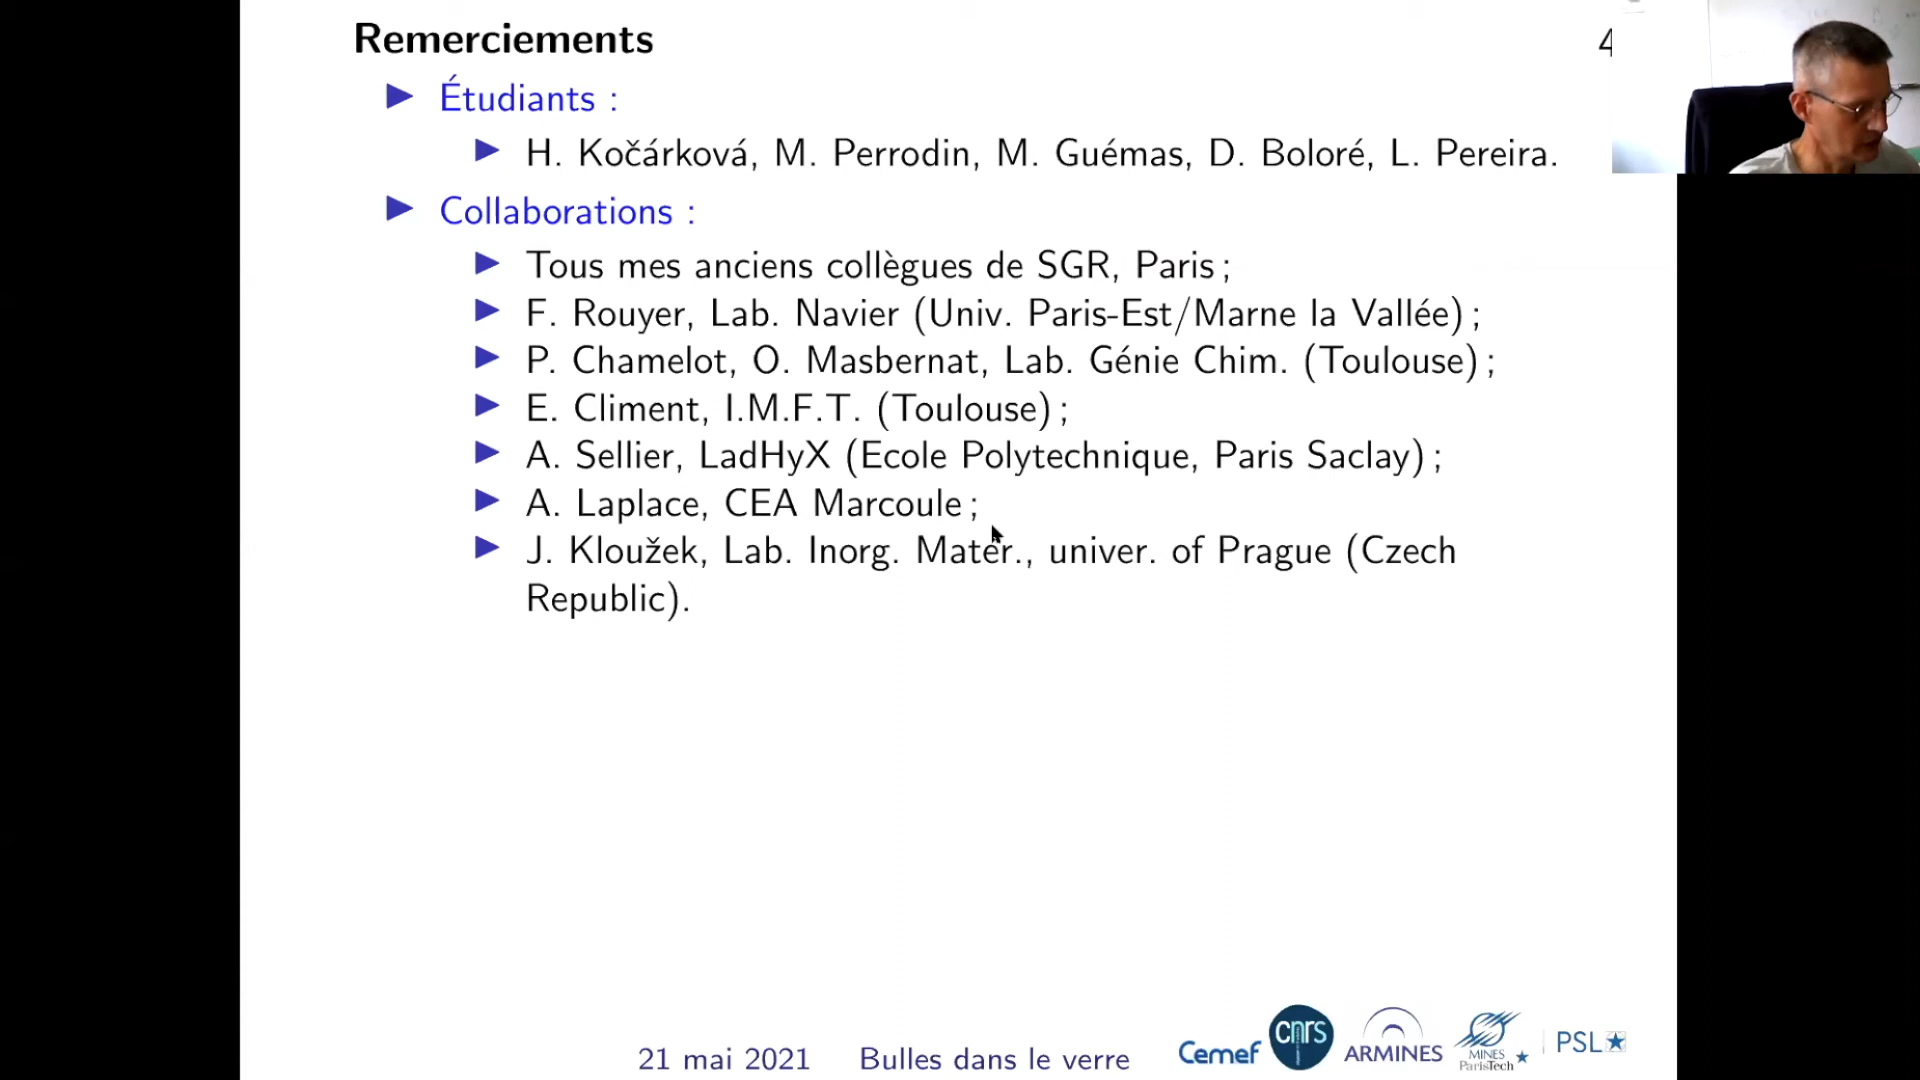 Remerciements
4
Étudiants :
H. Kočárková, M. Perrodin, M. Guémas, D. Boloré, L. Pereira.
Collaborations :
Tous mes anciens collègues de SGR, Paris ;
F. Rouyer, Lab. Navier (Univ. Paris-Est/Marne la Vallée) ;
P. Chamelot, O. Masbernat, Lab. Génie Chim. (Toulouse) ;
E. Climent, I.M.F.T. (Toulouse) ;
A. Sellier, LadHyX (Ecole Polytechnique, Paris Saclay) ;
A. Laplace, CEA Marcoule ;
J. Kloužek, Lab. Inorg. Mater., univer. of Prague (Czech
Republic).
21 mai 2021 Bulles dans le verre
Cemef
cnrs
ARMINES
MINES
ParisTech
PSL